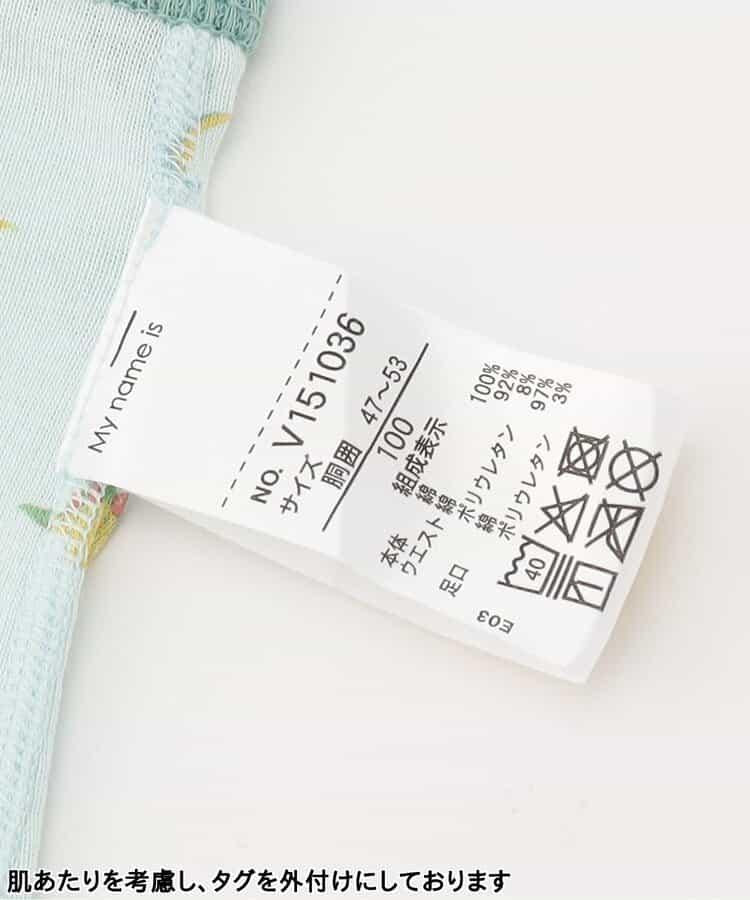 My name is
NO. V151036
サイズ 100
胴囲 47～53
組成表示
本体 綿 100%
ウエスト 綿 92%
ポリウレタン 8%
足口 綿 97%
ポリウレタン 3%
40
E03
肌あたりを考慮し、タグを外付けにしております